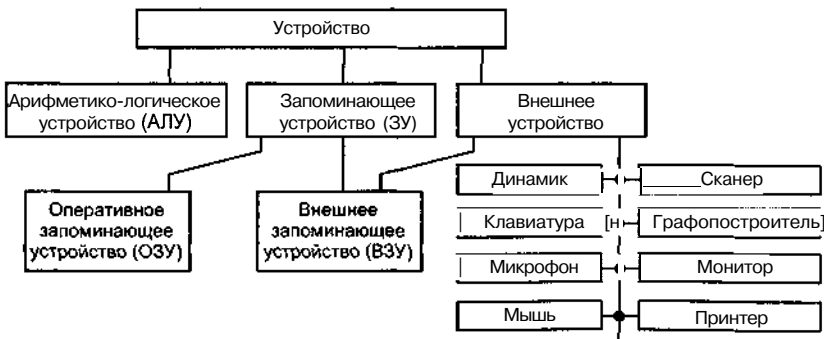 Устройство
Арифметико-логическое
устройство (АЛУ)
Запоминающее
устройство (ЗУ)
Внешнее
устройство
Оперативное
запоминающее
устройство (ОЗУ)
Внешнее
запоминающее
устройство (ВЗУ)
Динамик
Сканер
Клавиатура
Графопостроитель
Микрофон
Монитор
Мышь
Принтер